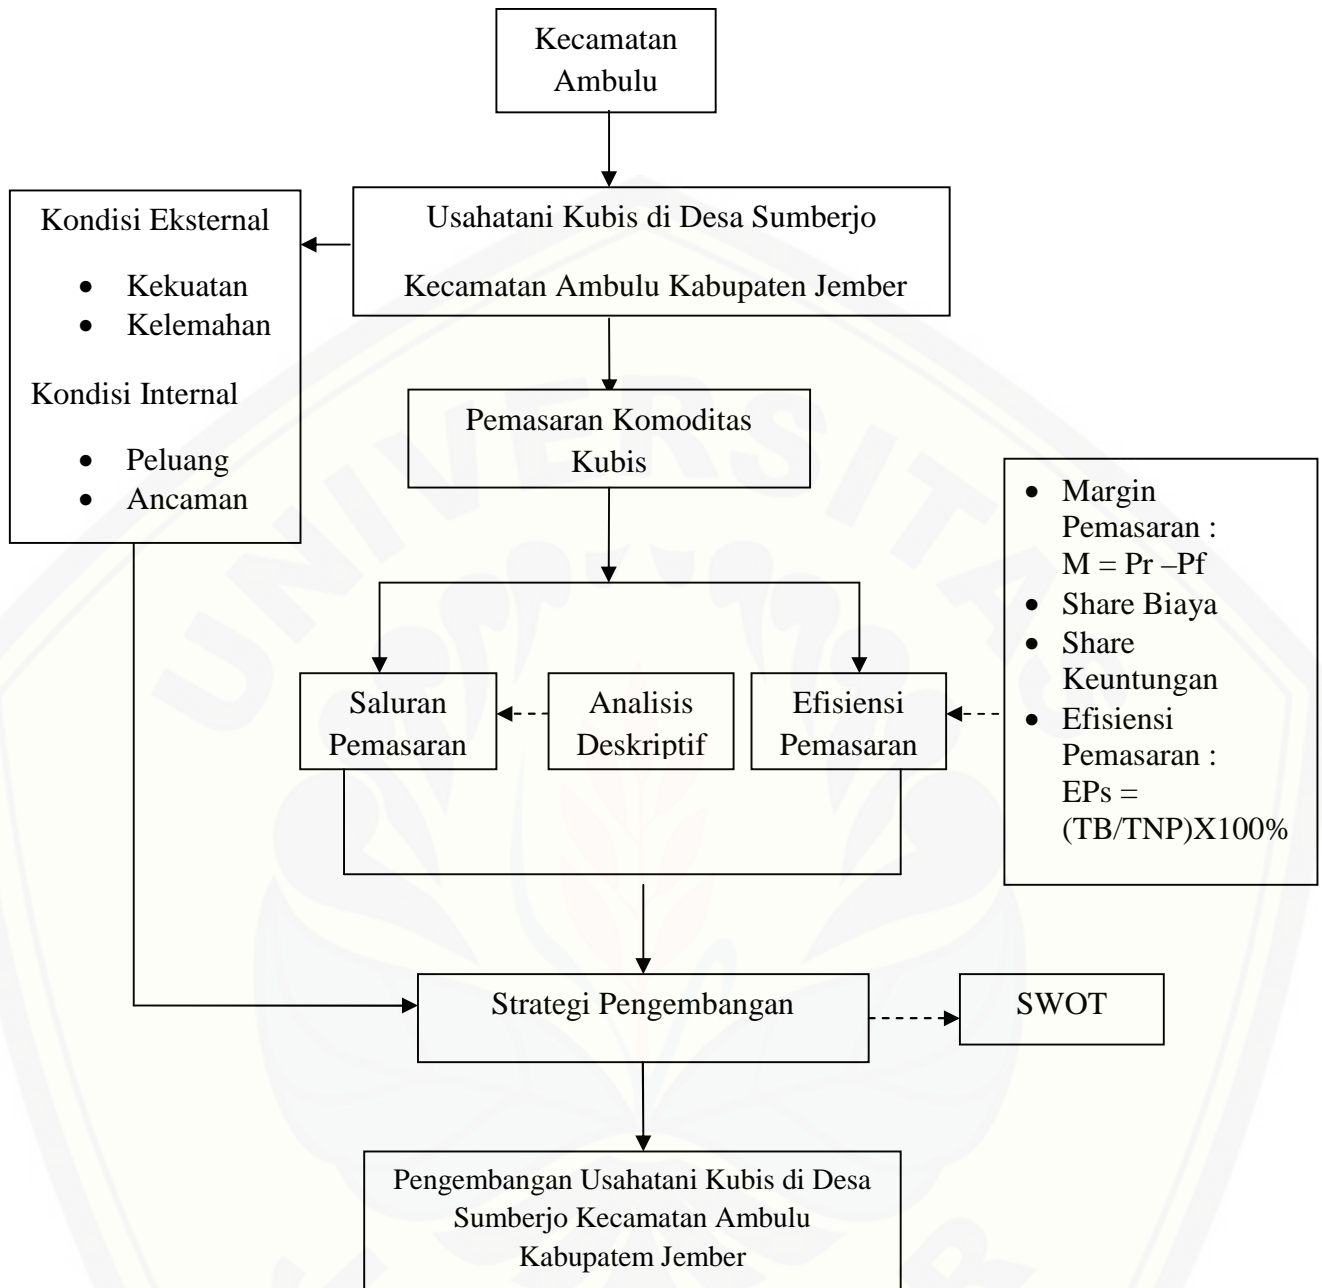 Kecamatan
Ambulu
Usahatani Kubis di Desa Sumberjo
Kecamatan Ambulu Kabupaten Jember
Kondisi Eksternal
• Kekuatan
• Kelemahan
Kondisi Internal
• Peluang
• Ancaman
Pemasaran Komoditas
Kubis
• Margin
Pemasaran :
M = Pr –Pf
• Share Biaya
• Share
Keuntungan
• Efisiensi
Pemasaran :
EPs =
(TB/TNP)X100%
Saluran
Pemasaran
Analisis
Deskriptif
Efisiensi
Pemasaran
Strategi Pengembangan
SWOT
Pengembangan Usahatani Kubis di Desa
Sumberjo Kecamatan Ambulu
Kabupatem Jember
UNIVERSITAS